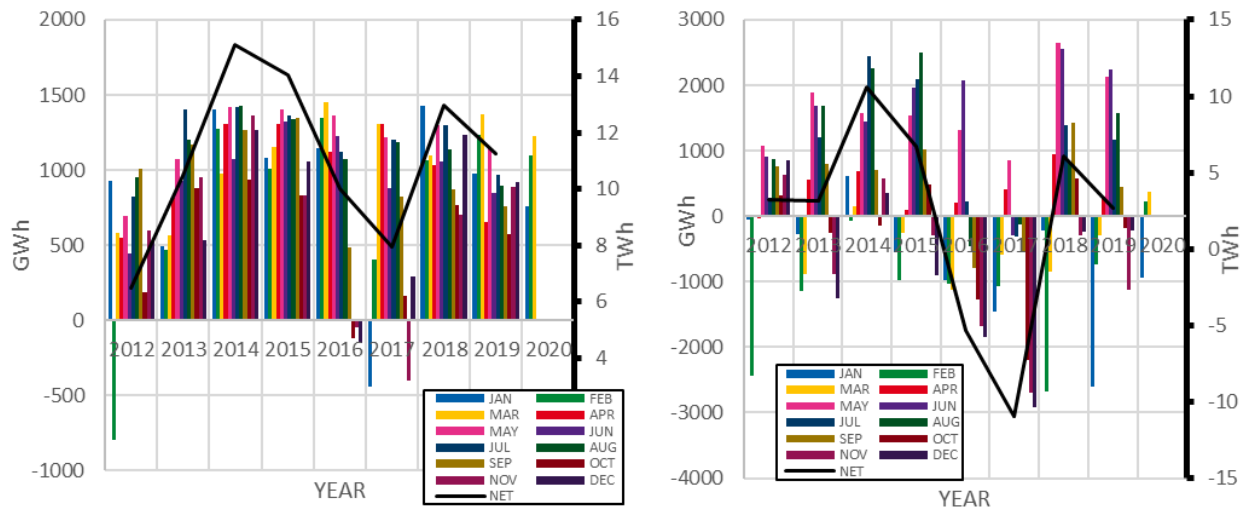 2000
1500
1000
500
0
-500
-1000
GWh
16
14
12
10
8
6
4
TWh
2012 2013 2014 2015 2016 2017 2018 2019 2020
YEAR
JAN FEB
MAR APR
MAY JUN
JUL AUG
SEP OCT
NOV DEC
NET
3000
2000
1000
0
-1000
-2000
-3000
-4000
GWh
15
10
5
0
-5
-10
-15
TWh
2012 2013 2014 2015 2016 2017 2018 2019 2020
YEAR
JAN FEB
MAR APR
MAY JUN
JUL AUG
SEP OCT
NOV DEC
NET